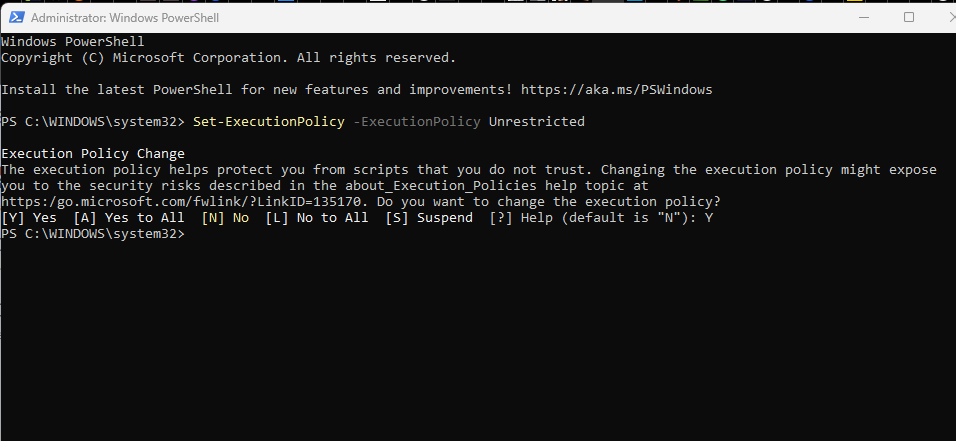 Administrator: Windows PowerShell
Windows PowerShell
Copyright (C) Microsoft Corporation. All rights reserved.
Install the latest PowerShell for new features and improvements! https://aka.ms/PSWindows
PS C:\WINDOWS\system32> Set-ExecutionPolicy -ExecutionPolicy Unrestricted
Execution Policy Change
The execution policy helps protect you from scripts that you do not trust. Changing the execution policy might expose
you to the security risks described in the about_Execution_Policies help topic at
https:/go.microsoft.com/fwlink/?LinkID=135170. Do you want to change the execution policy?
[Y] Yes  [A] Yes to All  [N] No  [L] No to All  [S] Suspend  [?] Help (default is "N"): Y
PS C:\WINDOWS\system32>